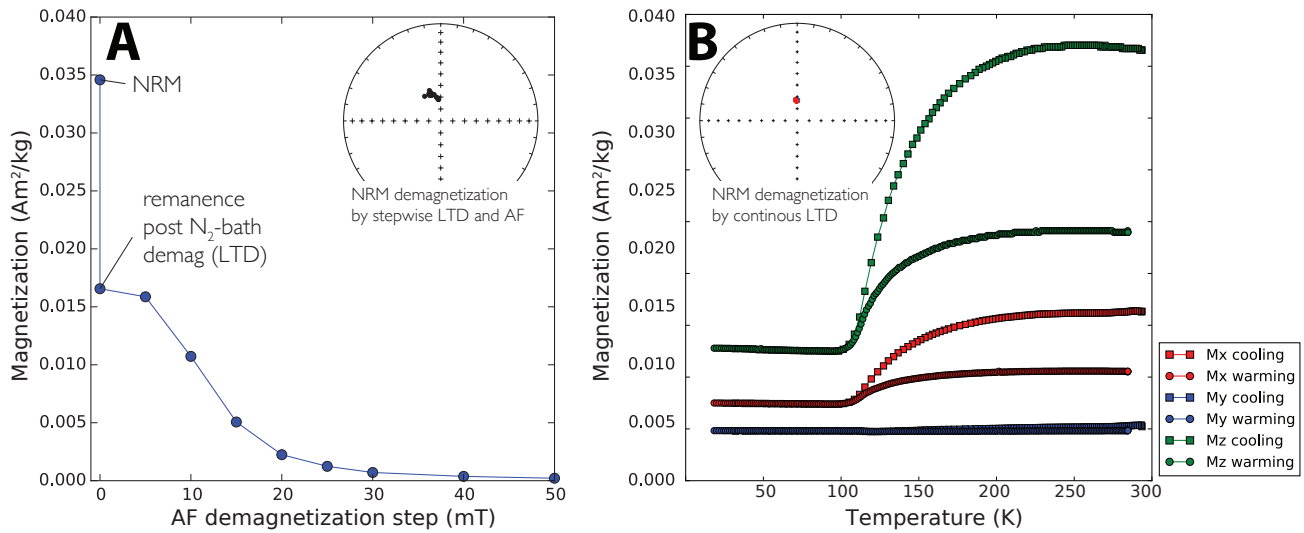 A
0.040
0.035
0.030
0.025
0.020
0.015
0.010
0.005
0.000
Magnetization (Am²/kg)
NRM
remanence
post N₂-bath
demag (LTD)
NRM demagnetization
by stepwise LTD and AF
0
10
20
30
40
50
AF demagnetization step (mT)
B
0.040
0.035
0.030
0.025
0.020
0.015
0.010
0.005
0.000
Magnetization (Am²/kg)
NRM demagnetization
by continous LTD
50
100
150
200
250
300
Temperature (K)
Mx cooling
Mx warming
My cooling
My warming
Mz cooling
Mz warming